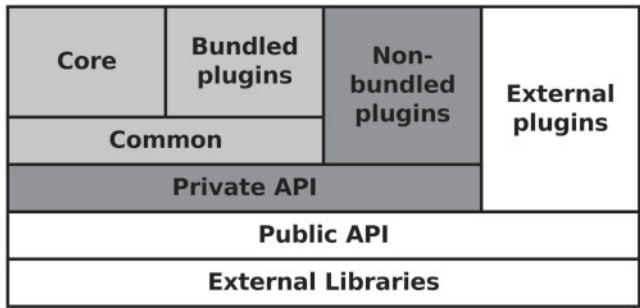 Core
Bundled
plugins
Non-
bundled
plugins
External
plugins
Common
Private API
Public API
External Libraries